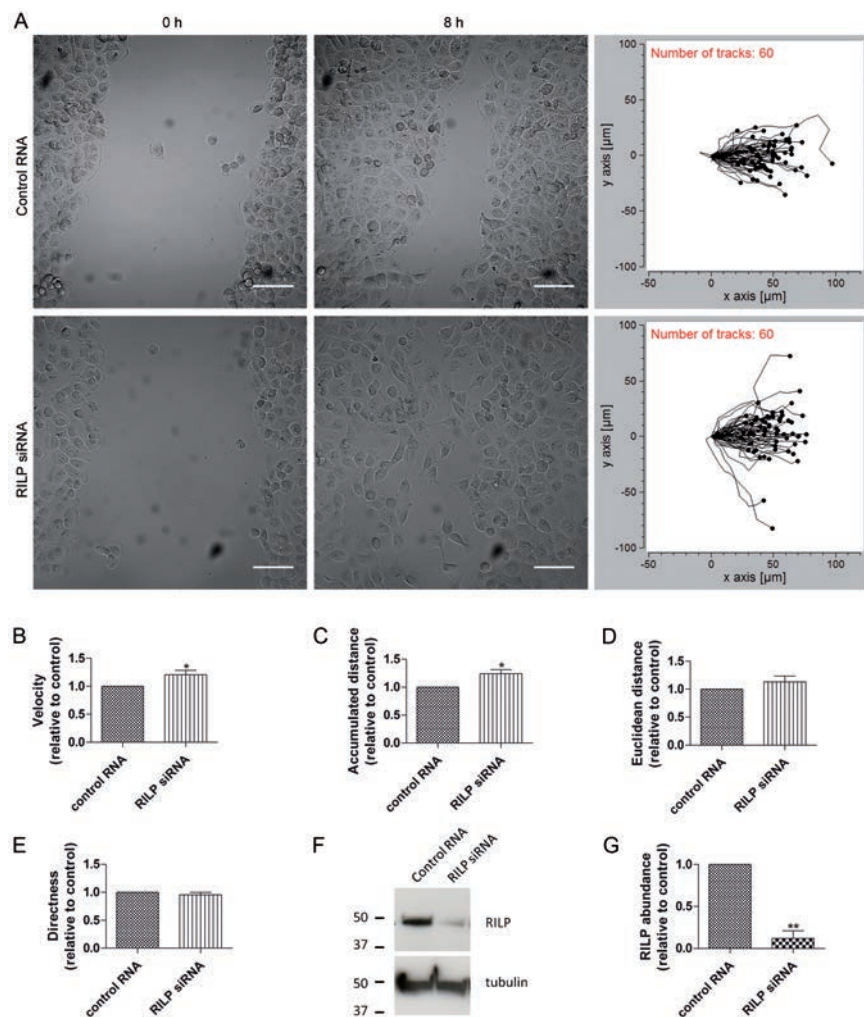 A
0 h
8 h
Control RNA
Number of tracks: 60
100
50
0
-50
-100
y axis [µm]
-50
0
50
100
x axis [µm]
RILP siRNA
Number of tracks: 60
100
50
0
-50
-100
y axis [µm]
-50
0
50
100
x axis [µm]
B
Velocity
(relative to control)
1.5
1.0
0.5
0.0
*
control RNA
RILP siRNA
C
Accumulated distance
(relative to control)
1.5
1.0
0.5
0.0
*
control RNA
RILP siRNA
D
Euclidean distance
(relative to control)
1.5
1.0
0.5
0.0
control RNA
RILP siRNA
E
Directness
(relative to control)
1.5
1.0
0.5
0.0
control RNA
RILP siRNA
F
Control RNA
RILP siRNA
50
37
RILP
50
37
tubulin
G
RILP abundance
(relative to control)
1.0
0.5
0.0
**
control RNA
RILP siRNA